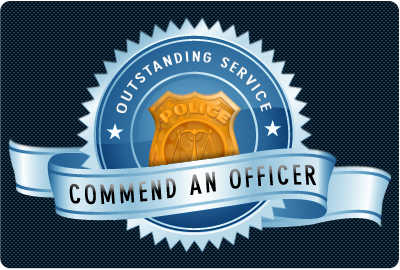 OUTSTANDING SERVICE
POLICE
COMMEND AN OFFICER